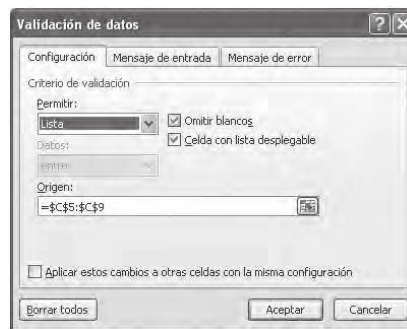 Validación de datos
Configuración Mensaje de entrada Mensaje de error
Criterio de validación
Permitir:
Lista
Omitir blancos
Datos:
Celda con lista desplegable
entre
Origen:
=$C$5:$C$9
Aplicar estos cambios a otras celdas con la misma configuración
Borrar todos Aceptar Cancelar